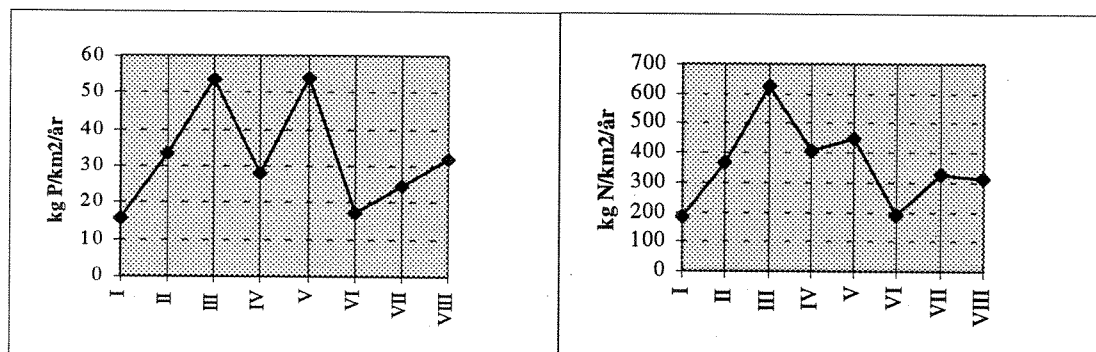 kg P/km2/år
60
50
40
30
20
10
0
I
II
III
IV
V
VI
VII
VIII
kg N/km2/år
700
600
500
400
300
200
100
0
I
II
III
IV
V
VI
VII
VIII